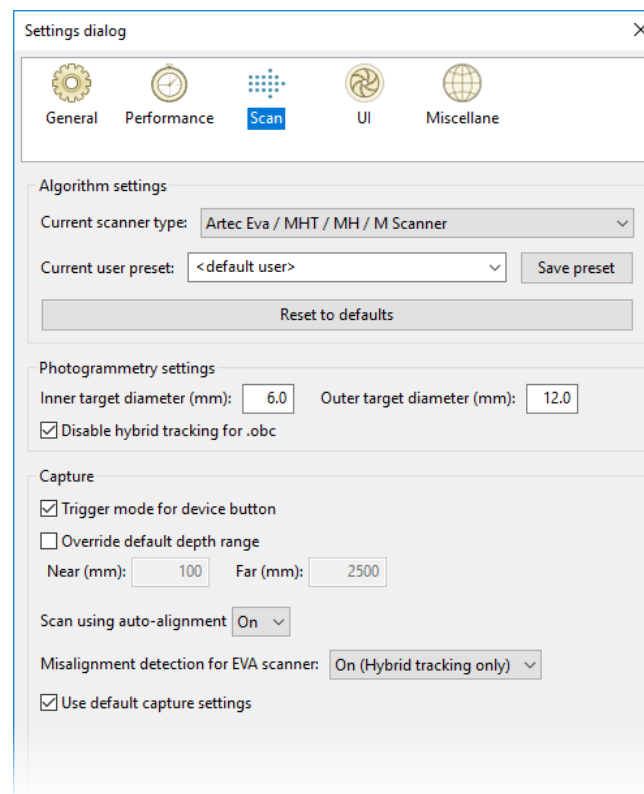 Settings dialog
General Performance Scan UI Miscellane
Algorithm settings
Current scanner type: Artec Eva / MHT / MH / M Scanner
Current user preset: <default user> Save preset
Reset to defaults
Photogrammetry settings
Inner target diameter (mm): 6.0 Outer target diameter (mm): 12.0
Disable hybrid tracking for .obc
Capture
Trigger mode for device button
Override default depth range
Near (mm): 100 Far (mm): 2500
Scan using auto-alignment On
Misalignment detection for EVA scanner: On (Hybrid tracking only)
Use default capture settings